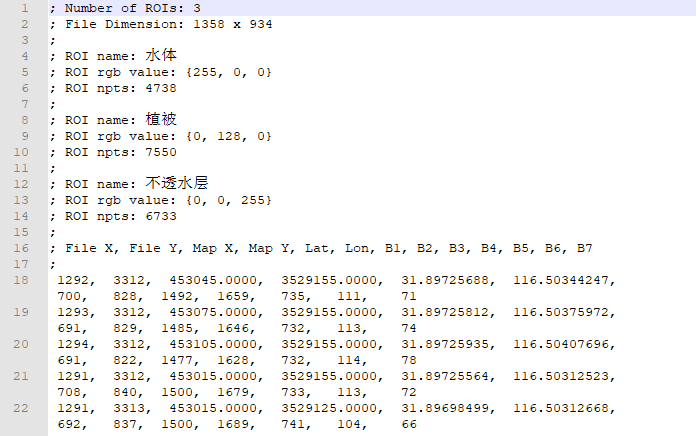 1 ; Number of ROIs: 3
2 ; File Dimension: 1358 x 934
3 ;
4 ; ROI name: 水体
5 ; ROI rgb value: {255, 0, 0}
6 ; ROI npts: 4738
7 ;
8 ; ROI name: 植被
9 ; ROI rgb value: {0, 128, 0}
10 ; ROI npts: 7550
11 ;
12 ; ROI name: 不透水层
13 ; ROI rgb value: {0, 0, 255}
14 ; ROI npts: 6733
15 ;
16 ; File X, File Y, Map X, Map Y, Lat, Lon, B1, B2, B3, B4, B5, B6, B7
17 ;
18 1292, 3312, 453045.0000, 3529155.0000, 31.89725688, 116.50344247,
700, 828, 1492, 1659, 735, 111, 71
19 1293, 3312, 453075.0000, 3529155.0000, 31.89725812, 116.50375972,
691, 829, 1485, 1646, 732, 113, 74
20 1294, 3312, 453105.0000, 3529155.0000, 31.89725935, 116.50407696,
691, 822, 1477, 1628, 732, 114, 78
21 1291, 3312, 453015.0000, 3529155.0000, 31.89725564, 116.50312523,
708, 840, 1500, 1679, 733, 113, 72
22 1291, 3313, 453015.0000, 3529125.0000, 31.89698499, 116.50312668,
692, 837, 1500, 1689, 741, 104, 66